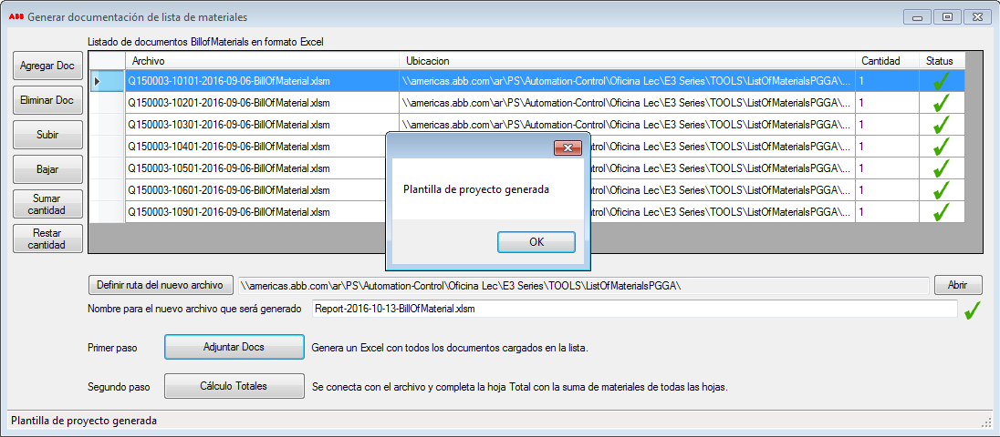 ABB Generar documentación de lista de materiales
Listado de documentos BillofMaterials en formato Excel
Agregar Doc
Eliminar Doc
Subir
Bajar
Sumar
cantidad
Restar
cantidad
Archivo Ubicacion Cantidad Status
Q150003-10101-2016-09-06-BillOfMaterial.xlsm \\americas.abb.com\ar\PS\Automation-Control\Oficina Lec\E3 Series\TOOLS\ListOfMaterialsPGGA\... 1
Q150003-10201-2016-09-06-BillOfMaterial.xlsm \\americas.abb.com\ar\PS\Automation-Control\Oficina Lec\E3 Series\TOOLS\ListOfMaterialsPGGA\... 1
Q150003-10301-2016-09-06-BillOfMaterial.xlsm \\americas.abb.com\ar\PS\Automation-Control\Oficina Lec\E3 Series\TOOLS\ListOfMaterialsPGGA\... 1
Q150003-10401-2016-09-06-BillOfMaterial.xlsm ntrol\Oficina Lec\E3 Series\TOOLS\ListOfMaterialsPGGA\... 1
Q150003-10501-2016-09-06-BillOfMaterial.xlsm ntrol\Oficina Lec\E3 Series\TOOLS\ListOfMaterialsPGGA\... 1
Q150003-10601-2016-09-06-BillOfMaterial.xlsm ntrol\Oficina Lec\E3 Series\TOOLS\ListOfMaterialsPGGA\... 1
Q150003-10901-2016-09-06-BillOfMaterial.xlsm ntrol\Oficina Lec\E3 Series\TOOLS\ListOfMaterialsPGGA\... 1
Plantilla de proyecto generada
OK
Definir ruta del nuevo archivo \\americas.abb.com\ar\PS\Automation-Control\Oficina Lec\E3 Series\TOOLS\ListOfMaterialsPGGA\ Abrir
Nombre para el nuevo archivo que será generado Report-2016-10-13-BillOfMaterial.xlsm
Primer paso Adjuntar Docs Genera un Excel con todos los documentos cargados en la lista.
Segundo paso Cálculo Totales Se conecta con el archivo y completa la hoja Total con la suma de materiales de todas las hojas.
Plantilla de proyecto generada